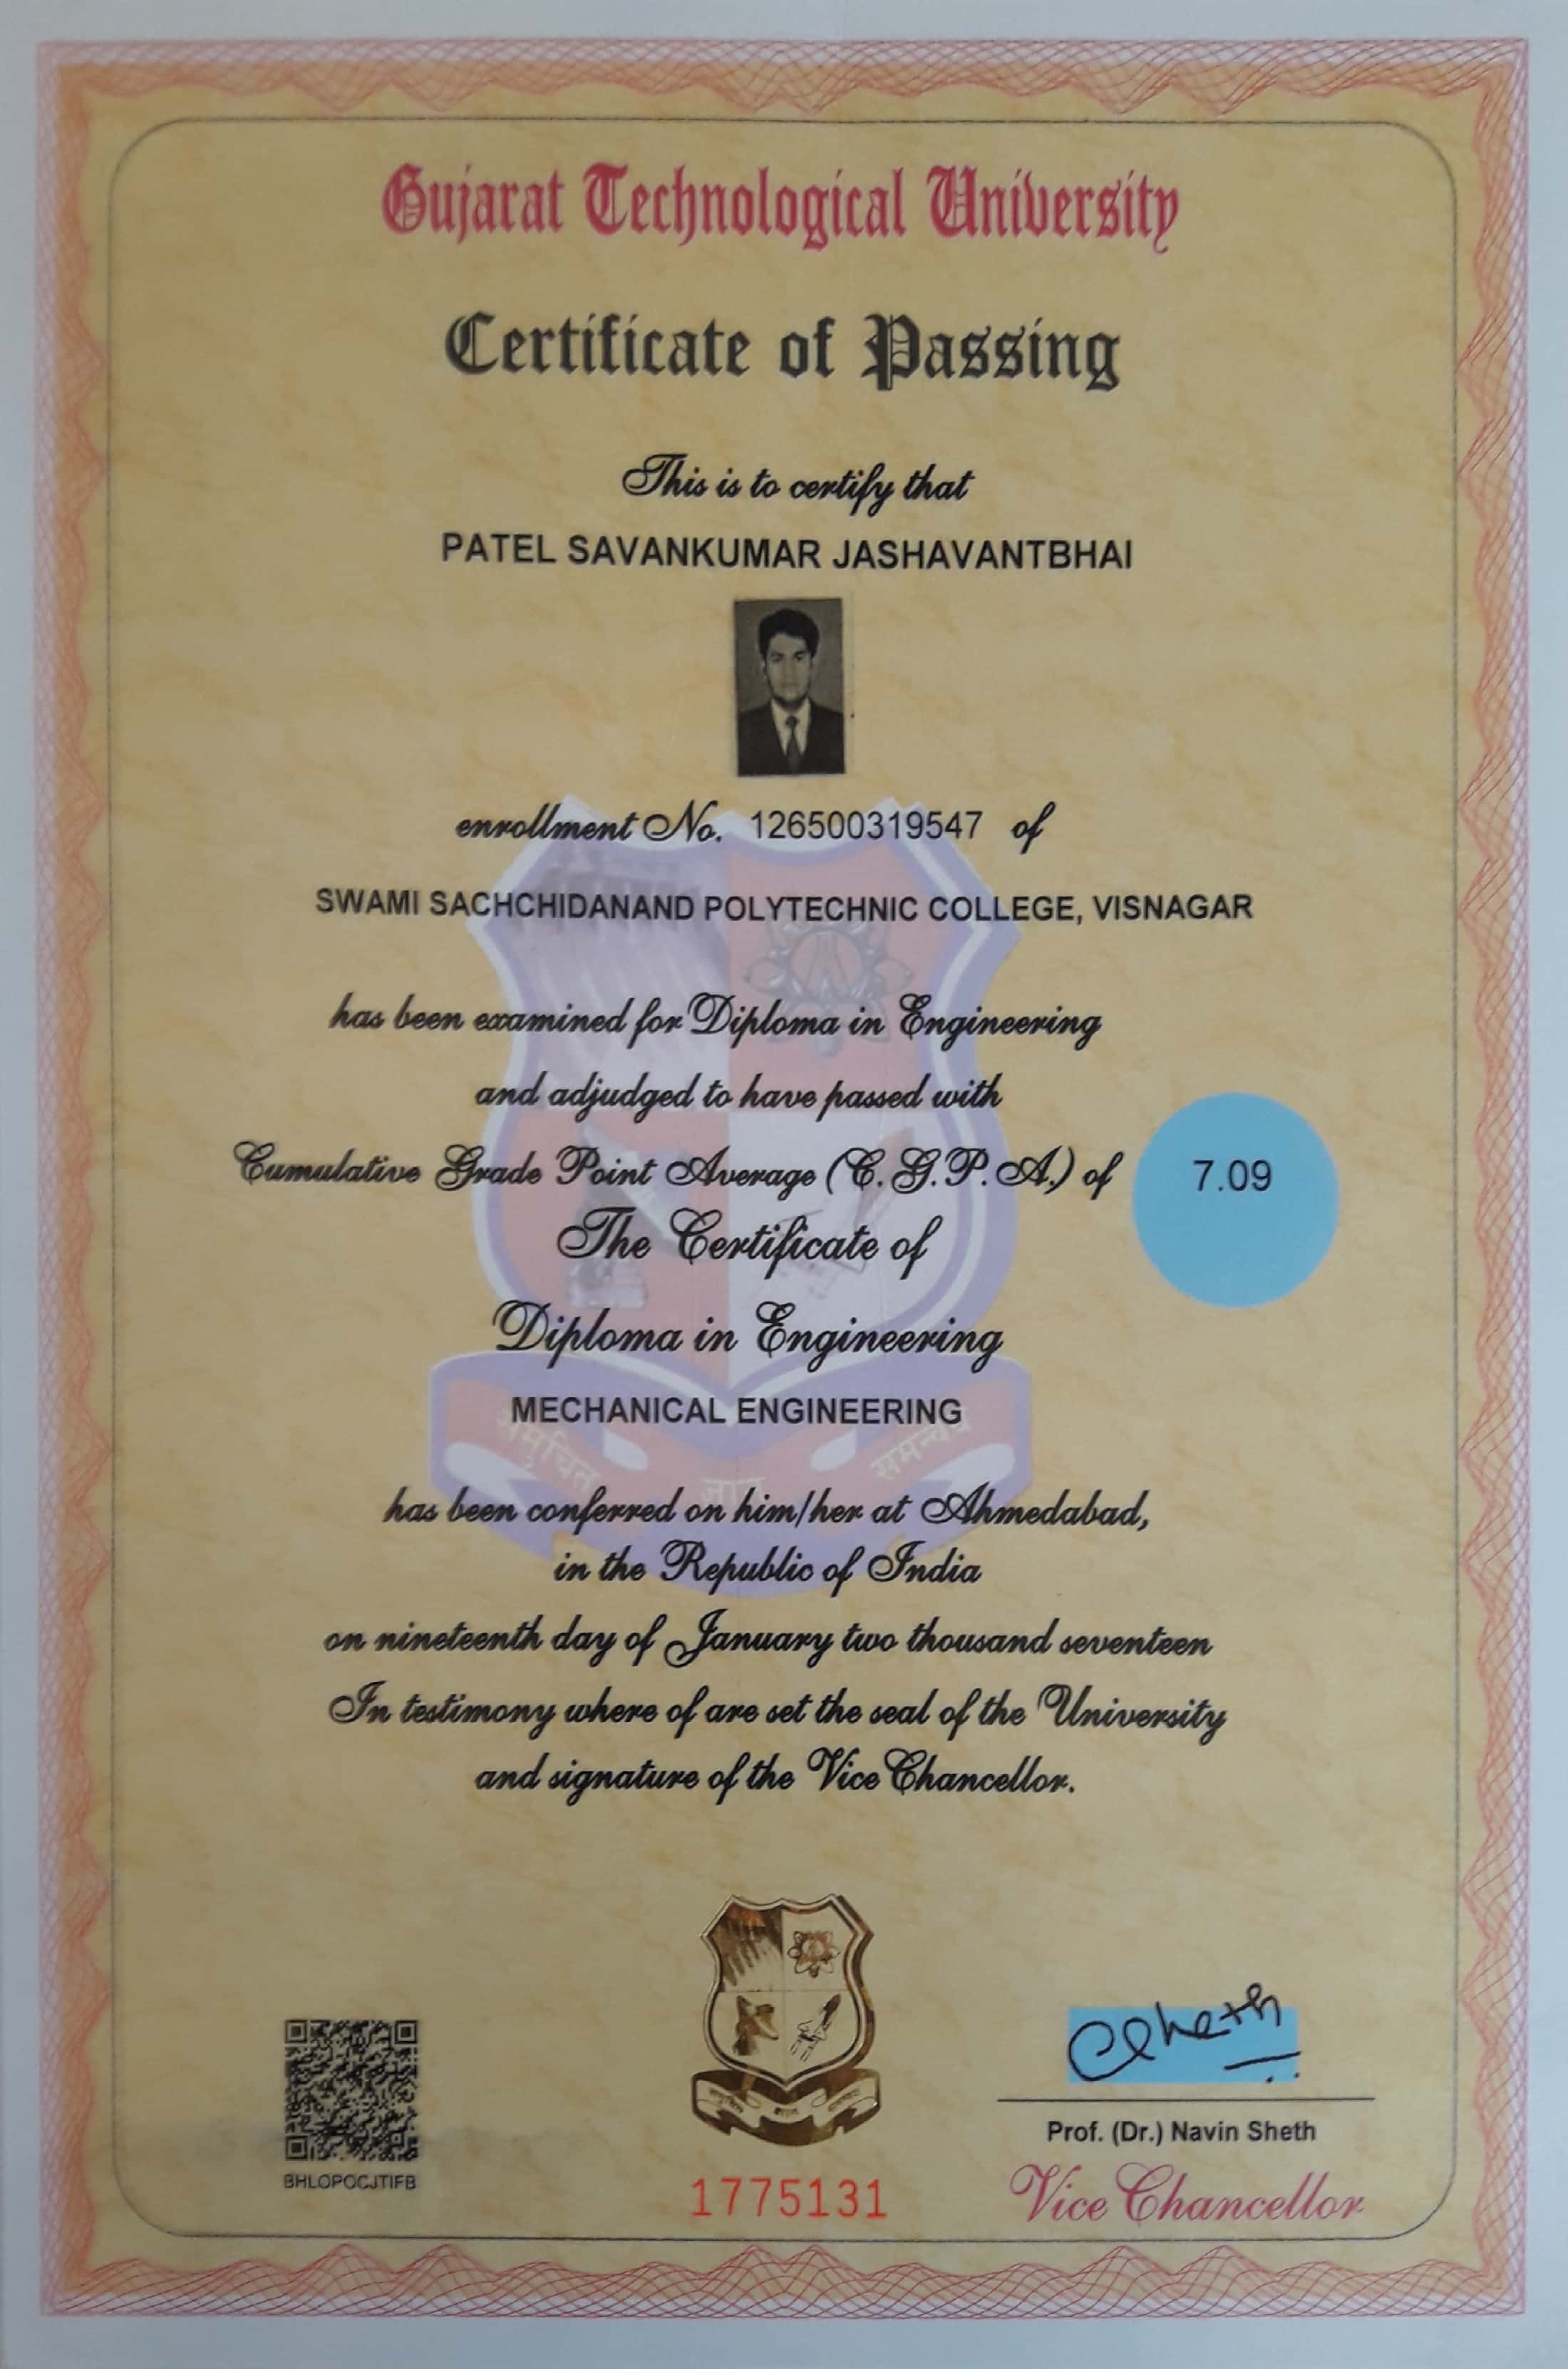 Gujarat Technological University
Certificate of Passing
This is to certify that
PATEL SAVANKUMAR JASHAVANTBHAI
enrollment No. 126500319547 of
SWAMI SACHCHIDANAND POLYTECHNIC COLLEGE, VISNAGAR
has been examined for Diploma in Engineering
and adjudged to have passed with
Cumulative Grade Point Average (C.G.P.A.) of 7.09
The Certificate of
Diploma in Engineering
MECHANICAL ENGINEERING
has been conferred on him/her at Ahmedabad,
in the Republic of India
on nineteenth day of January two thousand seventeen
In testimony where of are set the seal of the University
and signature of the Vice Chancellor.
BHLOPOCJTIFB
1775131
Prof. (Dr.) Navin Sheth
Vice Chancellor